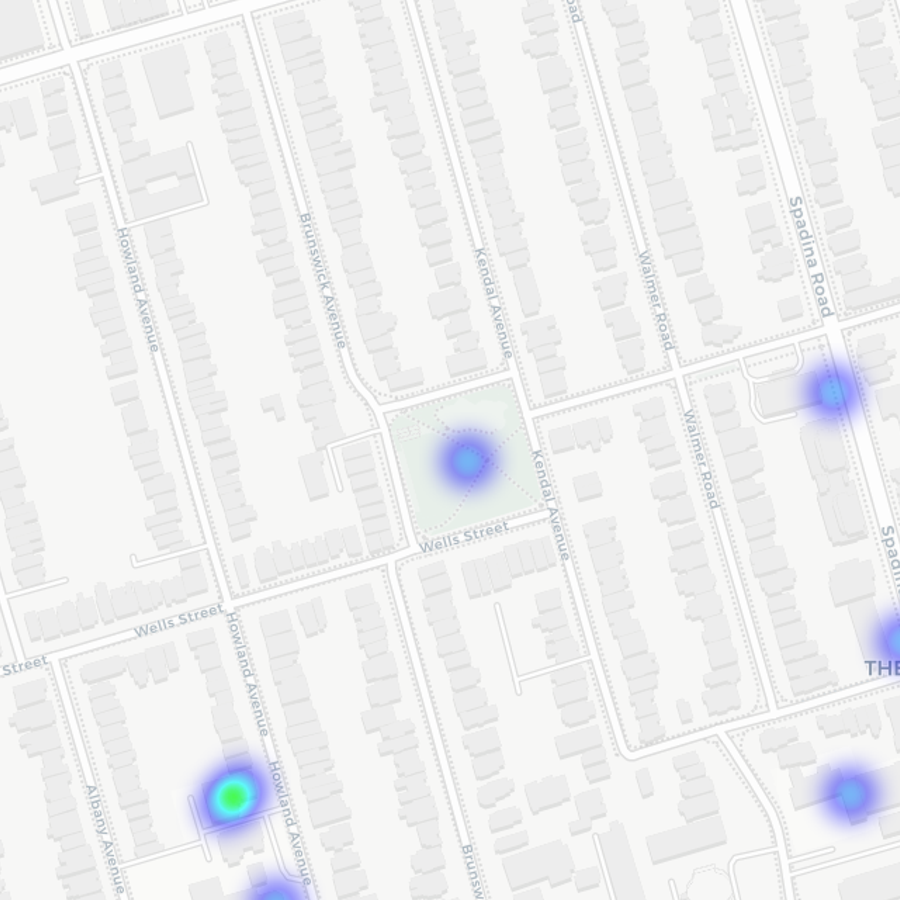 oad
Spadina Road
Brunswick Avenue
Howland Avenue
Kendal Avenue
Walmer Road
Walmer Road
Kendal Avenue
Wells Street
Spadin
Wells Street
Street
THE
Howland Avenue
Howland Avenue
Albany Avenue
Brunsw